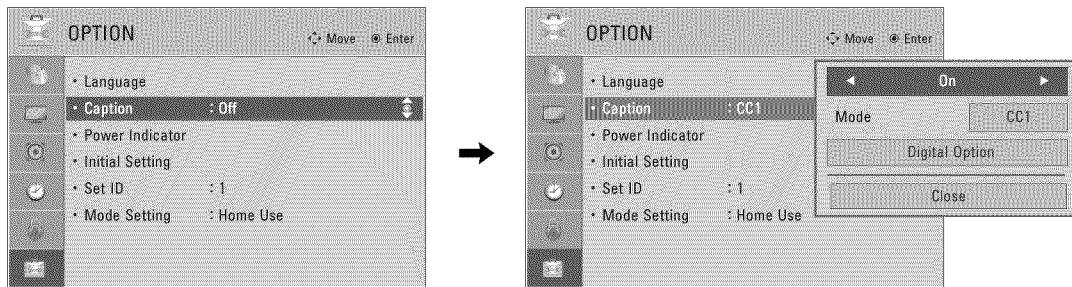 OPTION
Move Enter
• Language
• Caption : Off
• Power Indicator
• Initial Setting
• Set ID : 1
• Mode Setting : Home Use
OPTION
Move Enter
• Language
• Caption : CC1
• Power Indicator
• Initial Setting
• Set ID : 1
• Mode Setting : Home Use
On
Mode CC1
Digital Option
Close